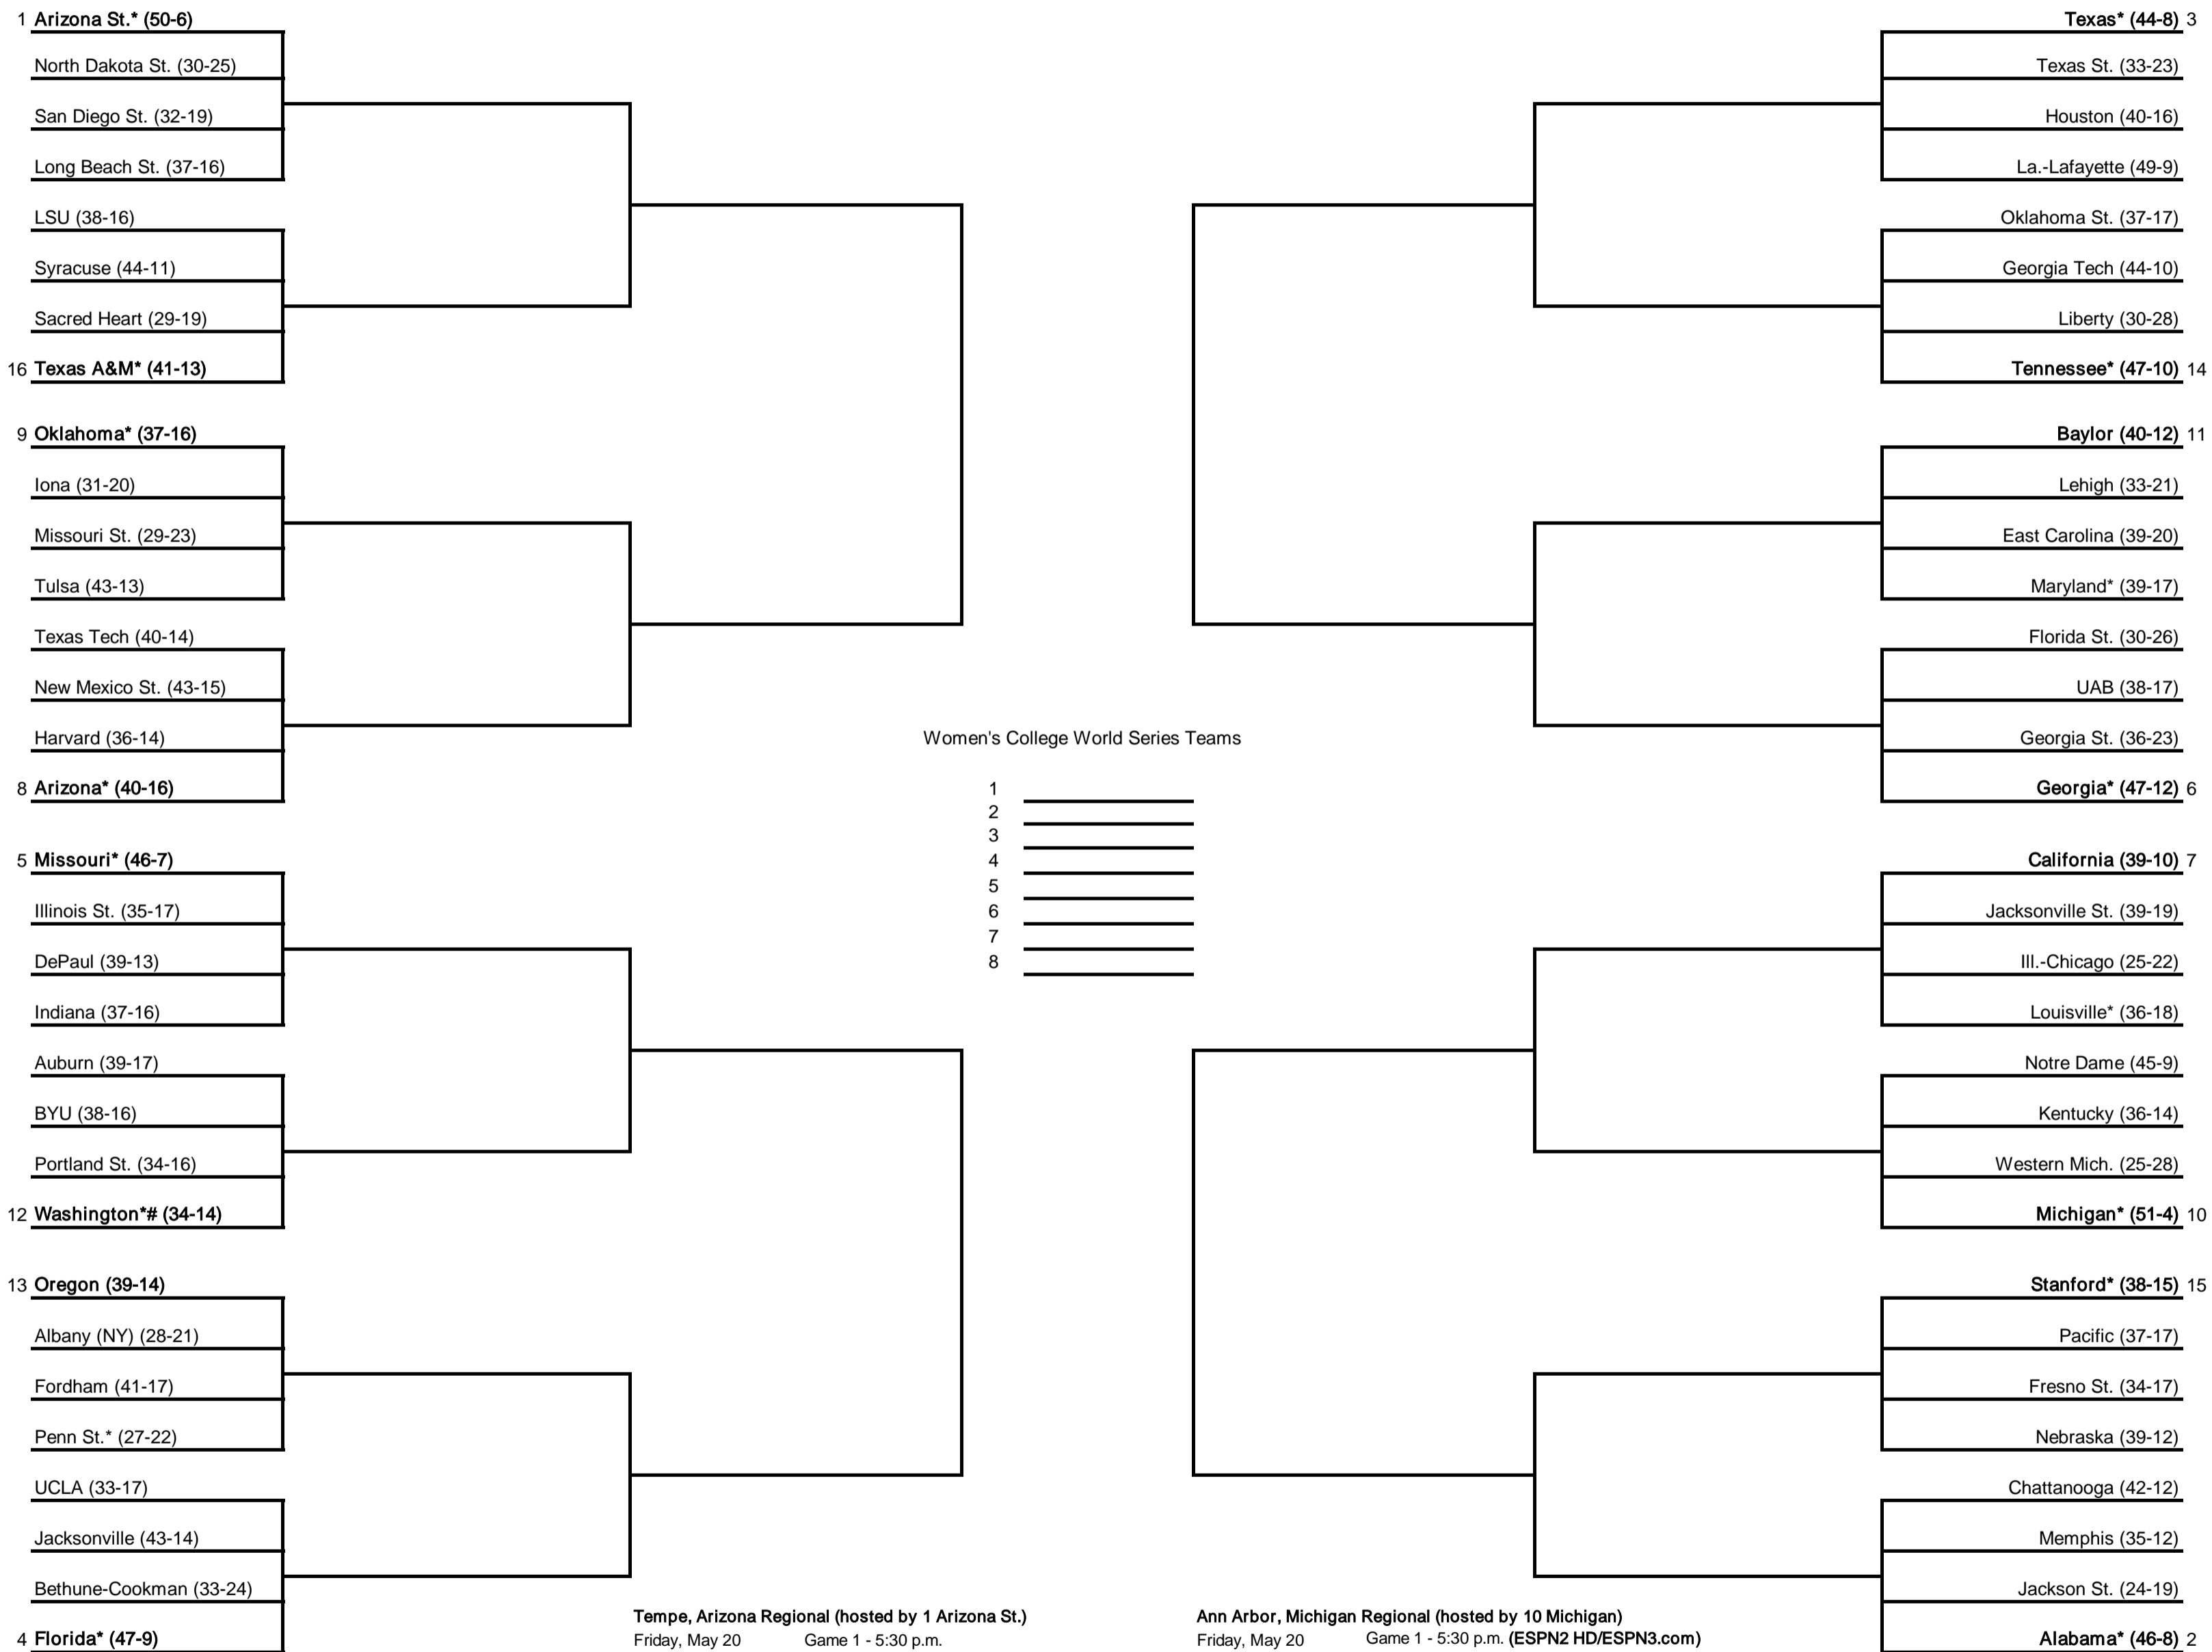 1 Arizona St.* (50-6)
North Dakota St. (30-25)
San Diego St. (32-19)
Long Beach St. (37-16)
LSU (38-16)
Syracuse (44-11)
Sacred Heart (29-19)
16 Texas A&M* (41-13)
9 Oklahoma* (37-16)
Iona (31-20)
Missouri St. (29-23)
Tulsa (43-13)
Texas Tech (40-14)
New Mexico St. (43-15)
Harvard (36-14)
8 Arizona* (40-16)
5 Missouri* (46-7)
Illinois St. (35-17)
DePaul (39-13)
Indiana (37-16)
Auburn (39-17)
BYU (38-16)
Portland St. (34-16)
12 Washington*# (34-14)
13 Oregon (39-14)
Albany (NY) (28-21)
Fordham (41-17)
Penn St.* (27-22)
UCLA (33-17)
Jacksonville (43-14)
Bethune-Cookman (33-24)
4 Florida* (47-9)
Women's College World Series Teams
1
2
3
4
5
6
7
8
Tempe, Arizona Regional (hosted by 1 Arizona St.)
Friday, May 20 Game 1 - 5:30 p.m.
Ann Arbor, Michigan Regional (hosted by 10 Michigan)
Friday, May 20 Game 1 - 5:30 p.m. (ESPN2 HD/ESPN3.com)
Texas* (44-8) 3
Texas St. (33-23)
Houston (40-16)
La.-Lafayette (49-9)
Oklahoma St. (37-17)
Georgia Tech (44-10)
Liberty (30-28)
Tennessee* (47-10) 14
Baylor (40-12) 11
Lehigh (33-21)
East Carolina (39-20)
Maryland* (39-17)
Florida St. (30-26)
UAB (38-17)
Georgia St. (36-23)
Georgia* (47-12) 6
California (39-10) 7
Jacksonville St. (39-19)
Ill.-Chicago (25-22)
Louisville* (36-18)
Notre Dame (45-9)
Kentucky (36-14)
Western Mich. (25-28)
Michigan* (51-4) 10
Stanford* (38-15) 15
Pacific (37-17)
Fresno St. (34-17)
Nebraska (39-12)
Chattanooga (42-12)
Memphis (35-12)
Jackson St. (24-19)
Alabama* (46-8) 2